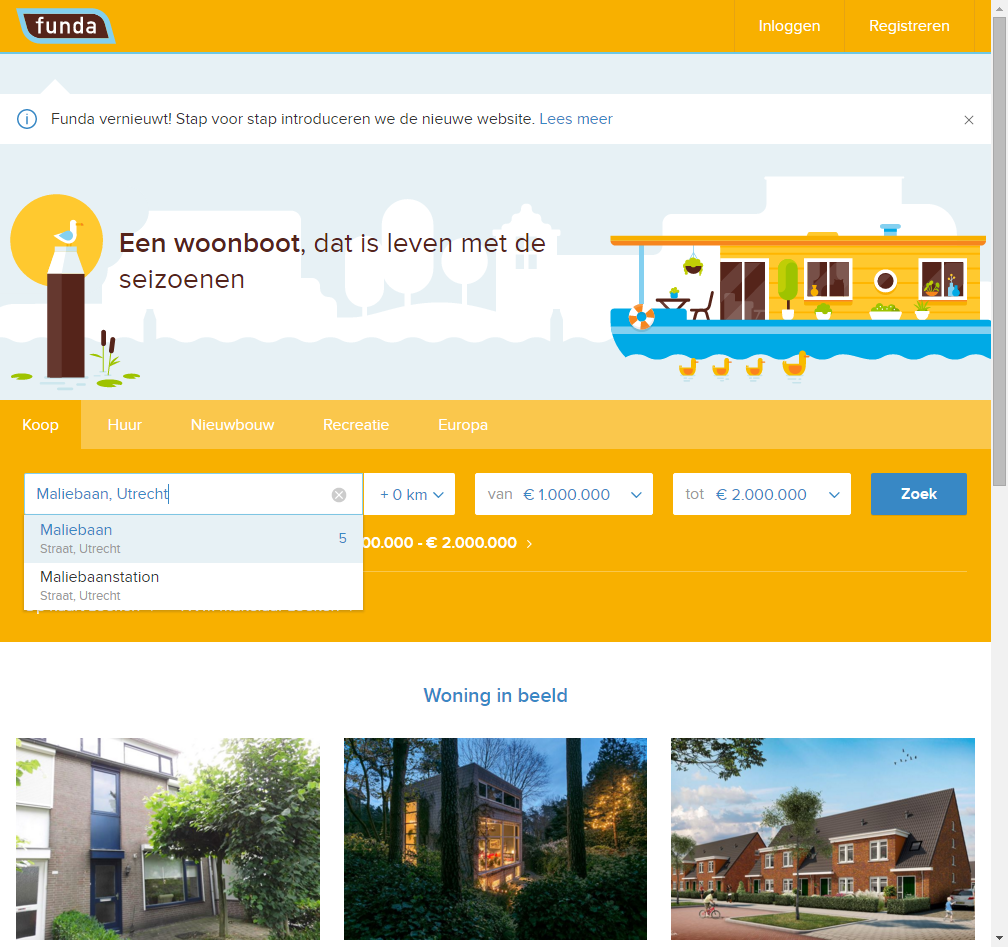 funda
Inloggen
Registreren
Funda vernieuwt! Stap voor stap introduceren we de nieuwe website. Lees meer
Een woonboot, dat is leven met de
seizoenen
Koop
Huur
Nieuwbouw
Recreatie
Europa
Maliebaan, Utrecht
+ 0 km
van € 1.000.000
tot € 2.000.000
Zoek
Maliebaan
5
Straat, Utrecht
00.000 - € 2.000.000
Maliebaanstation
Straat, Utrecht
Woning in beeld